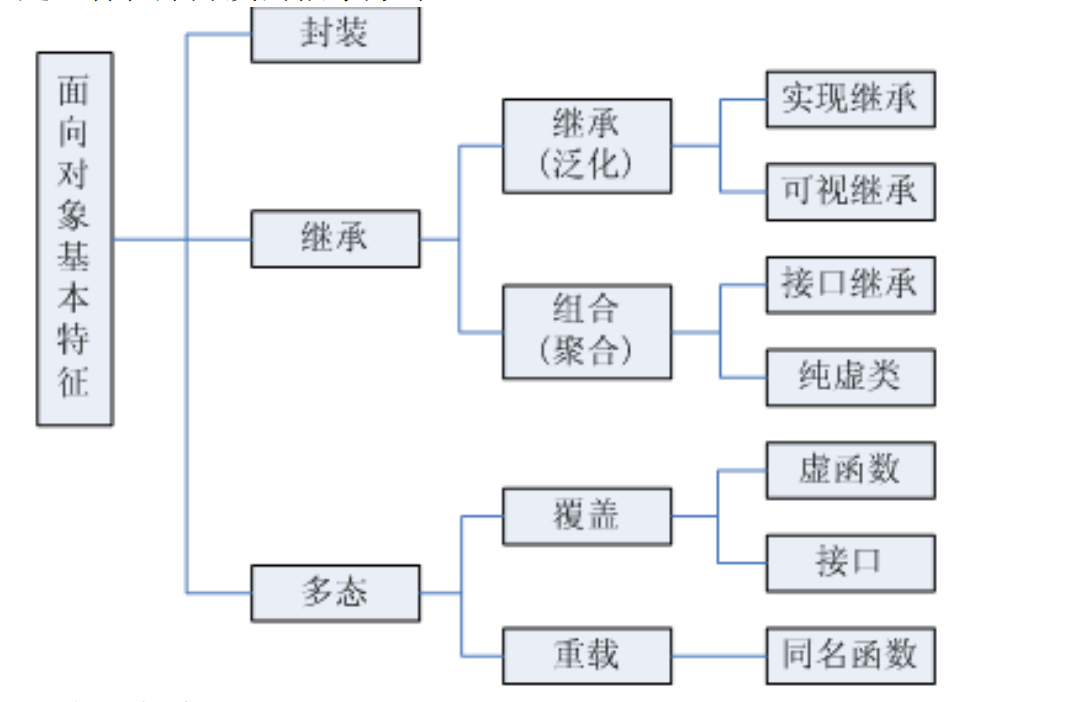 面向对象基本特征
封装
继承
多态
继承
(泛化)
组合
(聚合)
覆盖
重载
实现继承
可视继承
接口继承
纯虚类
虚函数
接口
同名函数